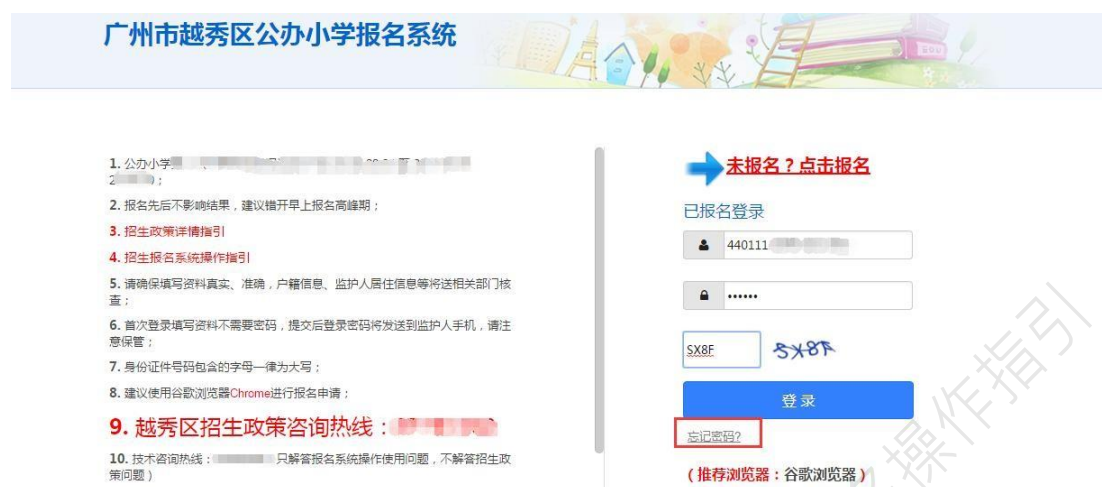 广州市越秀区公办小学报名系统
1. 公办小学
2. 报名先后不影响结果，建议错开早上报名高峰期；
3. 招生政策详情指引
4. 招生报名系统操作指引
5. 请确保填写资料真实、准确，户籍信息、监护人居住信息等将送相关部门核
查；
6. 首次登录填写资料不需要密码，提交后登录密码将发送到监护人手机，请注
意保管；
7. 身份证件号码包含的字母一律为大写；
8. 建议使用谷歌浏览器Chrome进行报名申请；
9. 越秀区招生政策咨询热线：
10. 技术咨询热线： 只解答报名系统操作使用问题，不解答招生政
策问题）
未报名？点击报名
已报名登录
440111
••••••
SX8F
SX8F
登录
忘记密码?
（推荐浏览器：谷歌浏览器）
操作指引